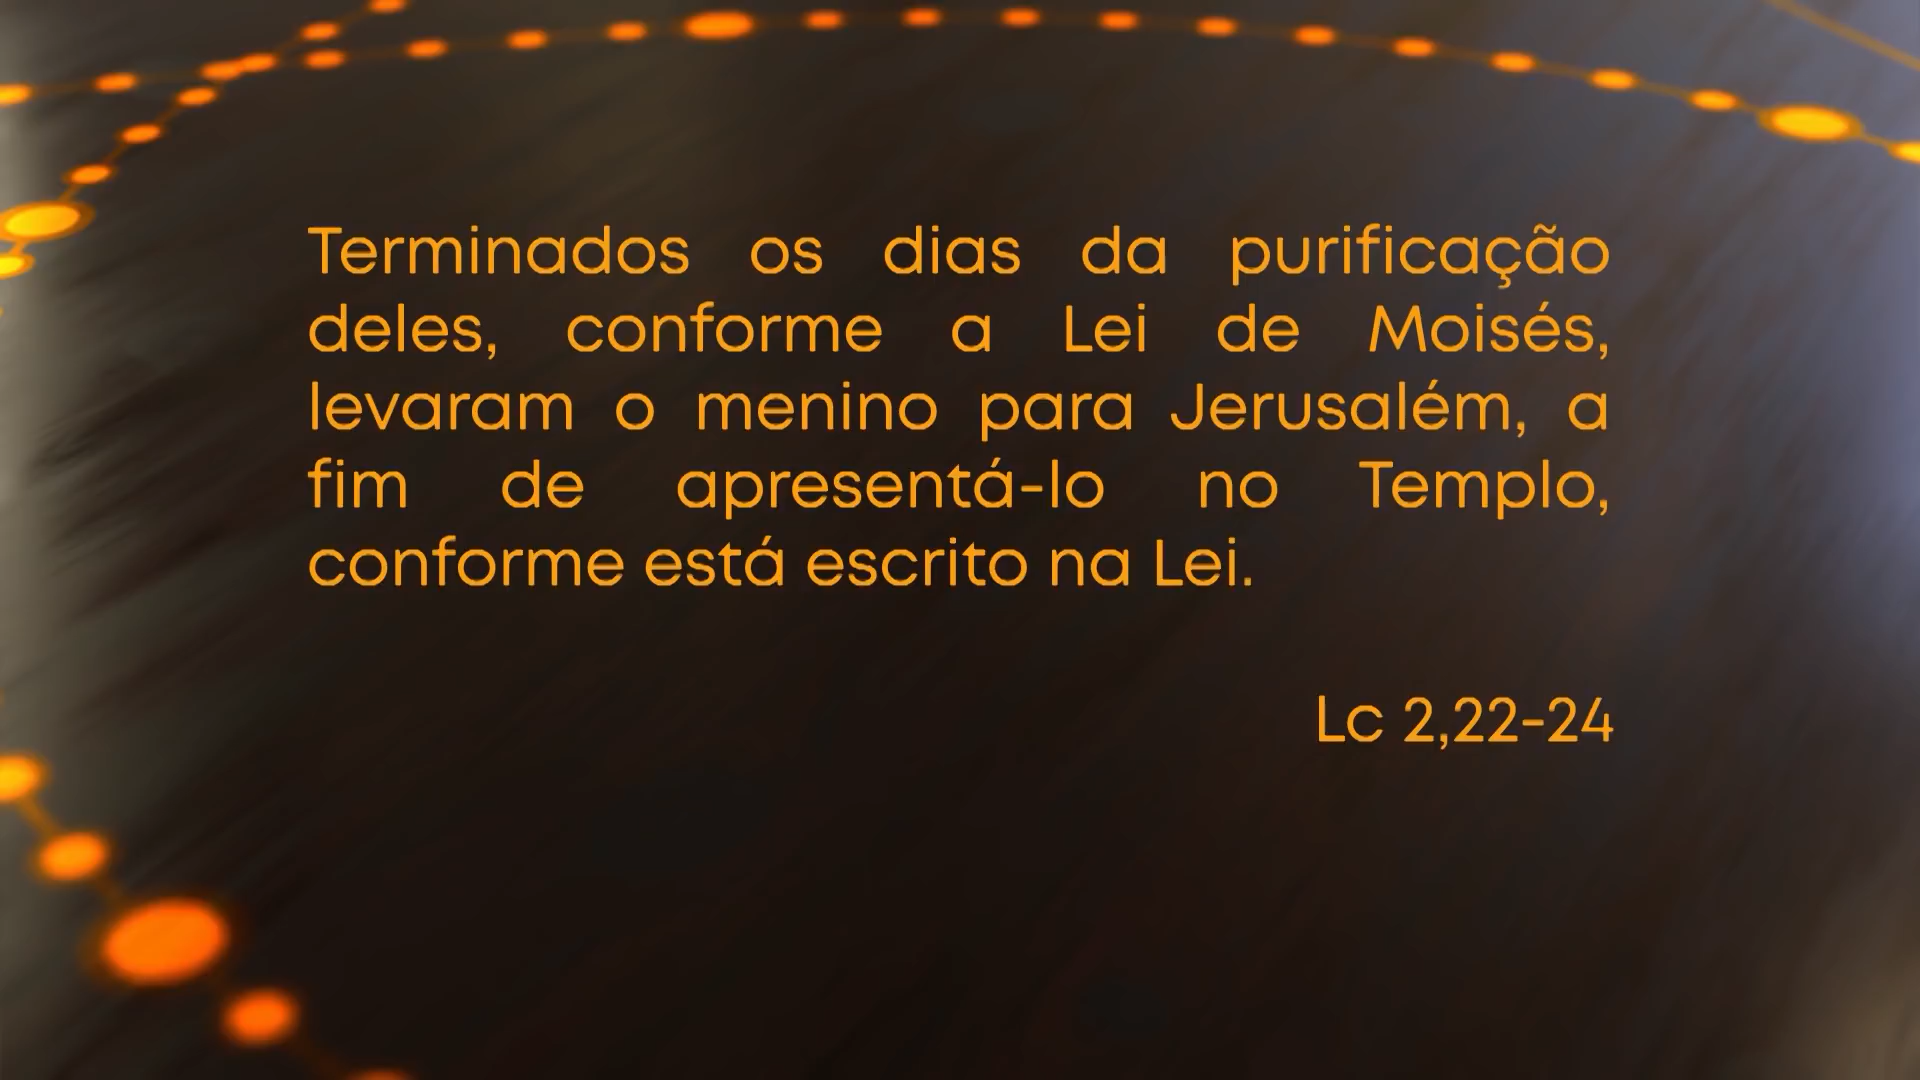 Terminados os dias da purificação
deles, conforme a Lei de Moisés,
levaram o menino para Jerusalém, a
fim de apresentá-lo no Templo,
conforme está escrito na Lei.
Lc 2,22-24